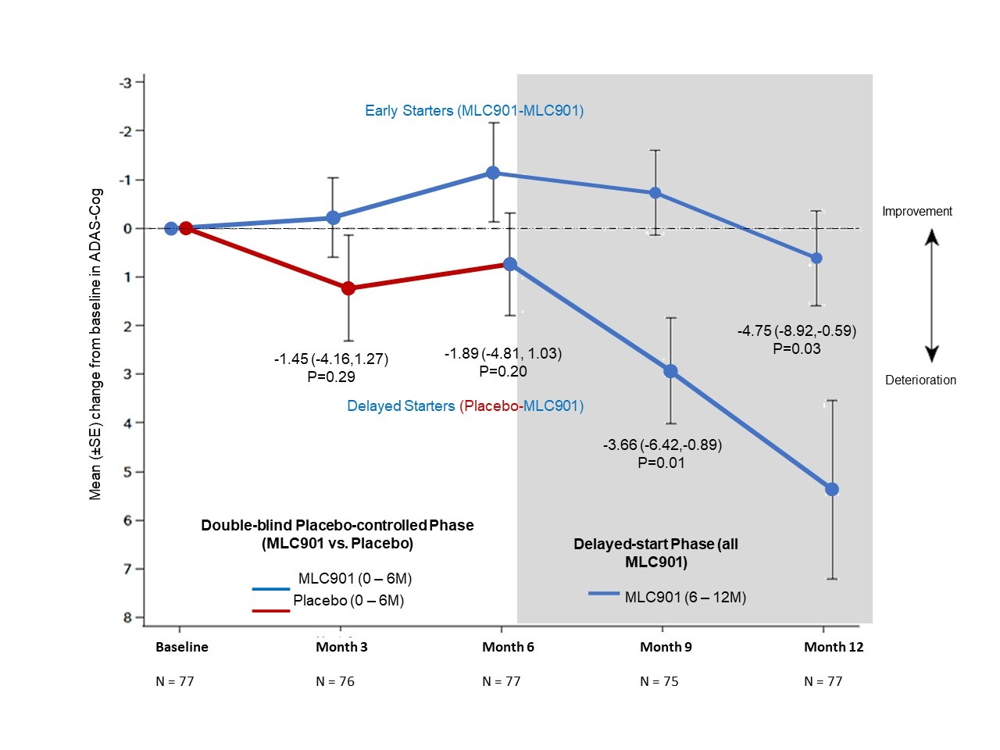 -3
-2
-1
0
1
2
3
4
5
6
7
8
Mean (±SE) change from baseline in ADAS-Cog
Early Starters (MLC901-MLC901)
Improvement
Deterioration
-4.75 (-8.92,-0.59)
P=0.03
-1.45 (-4.16,1.27)
P=0.29
-1.89 (-4.81, 1.03)
P=0.20
Delayed Starters (Placebo-MLC901)
-3.66 (-6.42,-0.89)
P=0.01
Double-blind Placebo-controlled Phase
(MLC901 vs. Placebo)
MLC901 (0 – 6M)
Placebo (0 – 6M)
Delayed-start Phase (all
MLC901)
MLC901 (6 – 12M)
Baseline Month 3 Month 6 Month 9 Month 12
N = 77 N = 76 N = 77 N = 75 N = 77